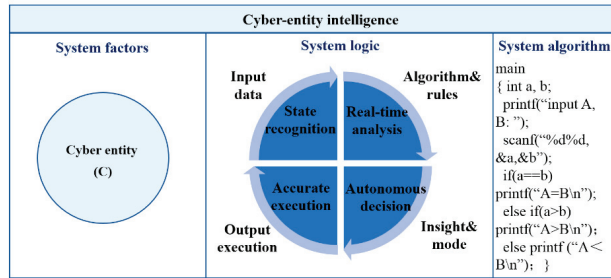 Cyber-entity intelligence
System factors
Cyber entity
(C)
System logic
Input
data
Algorithm&
rules
State
recognition
Real-time
analysis
Accurate
execution
Autonomous
decision
Output
execution
Insight&
mode
System algorithm
main
{ int a, b;
printf(“input A,
B: ”);
scanf(“%d%d,
&a,&b”);
if(a==b)
printf(“A=B\n”);
else if(a>b)
printf(“A>B\n”);
else printf (“A<
B\n”); }